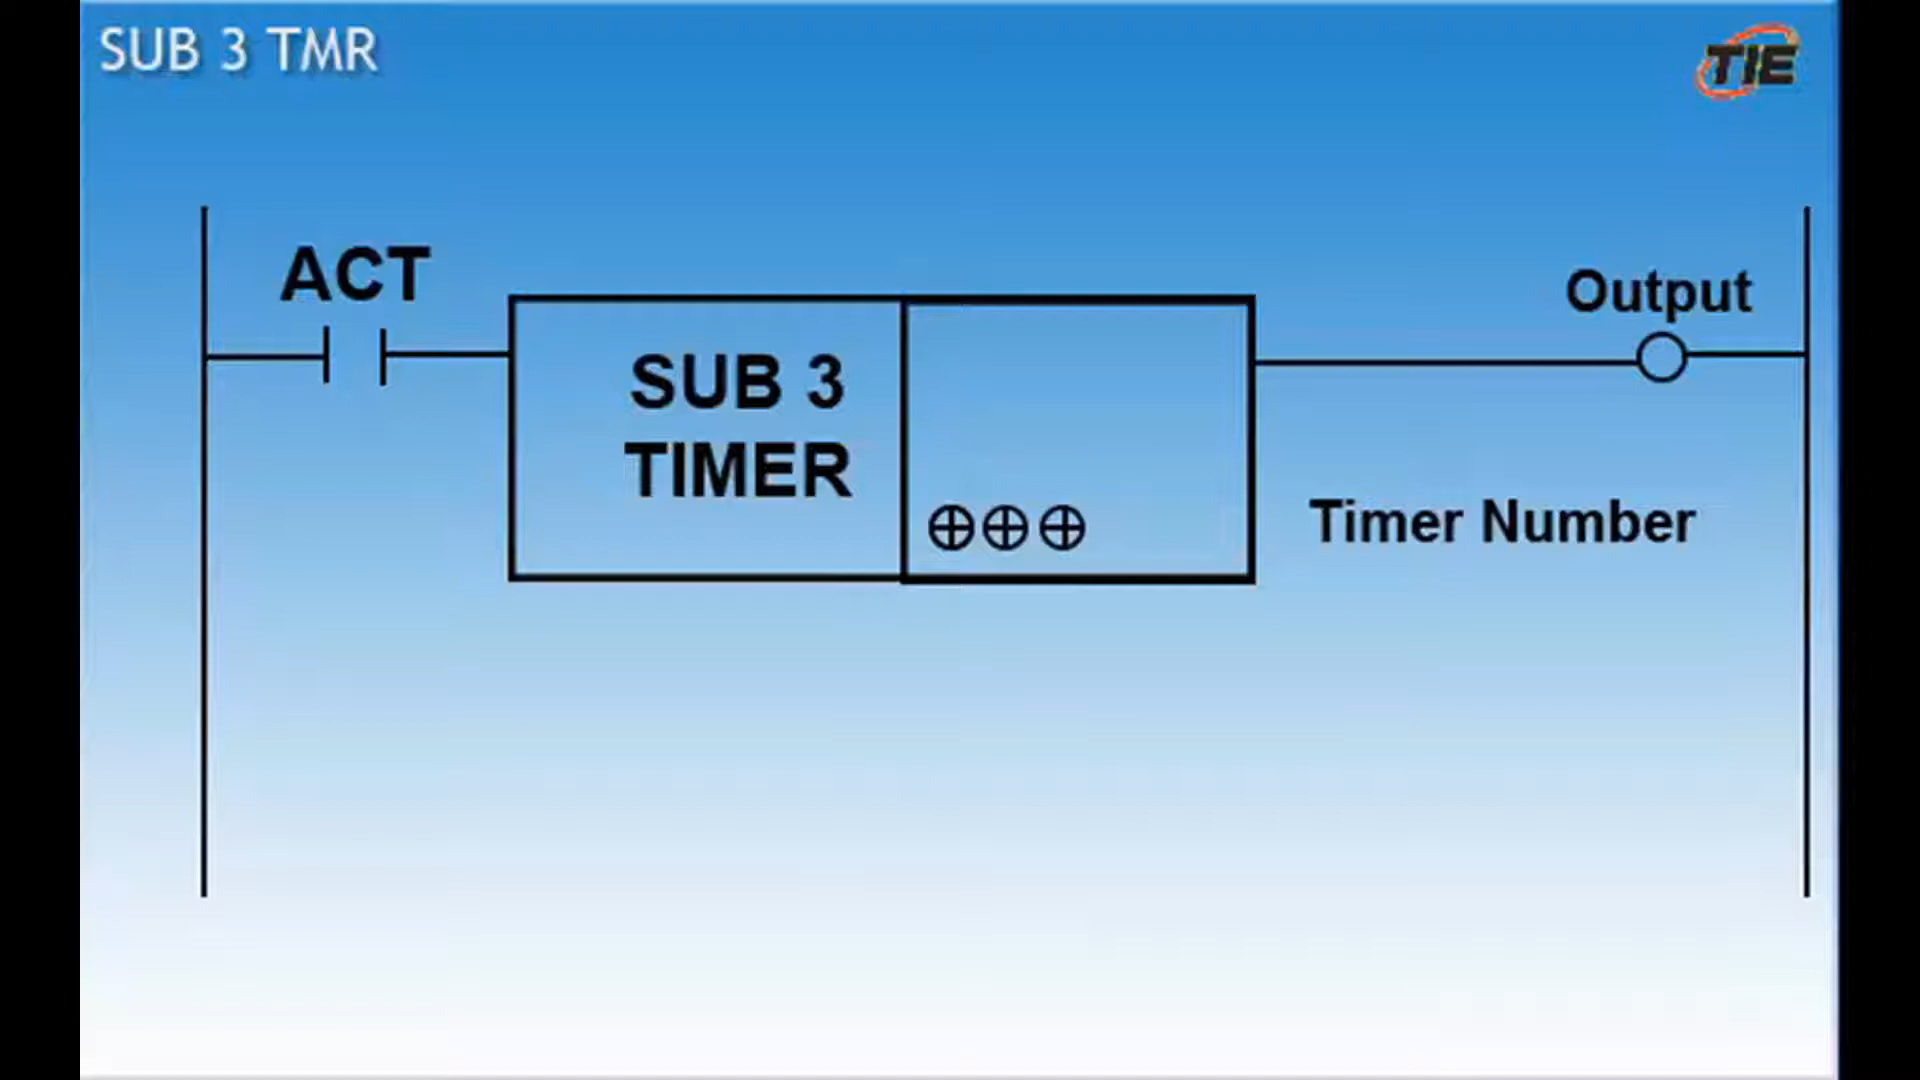 SUB 3 TMR
TIE
ACT
Output
SUB 3
TIMER
Timer Number